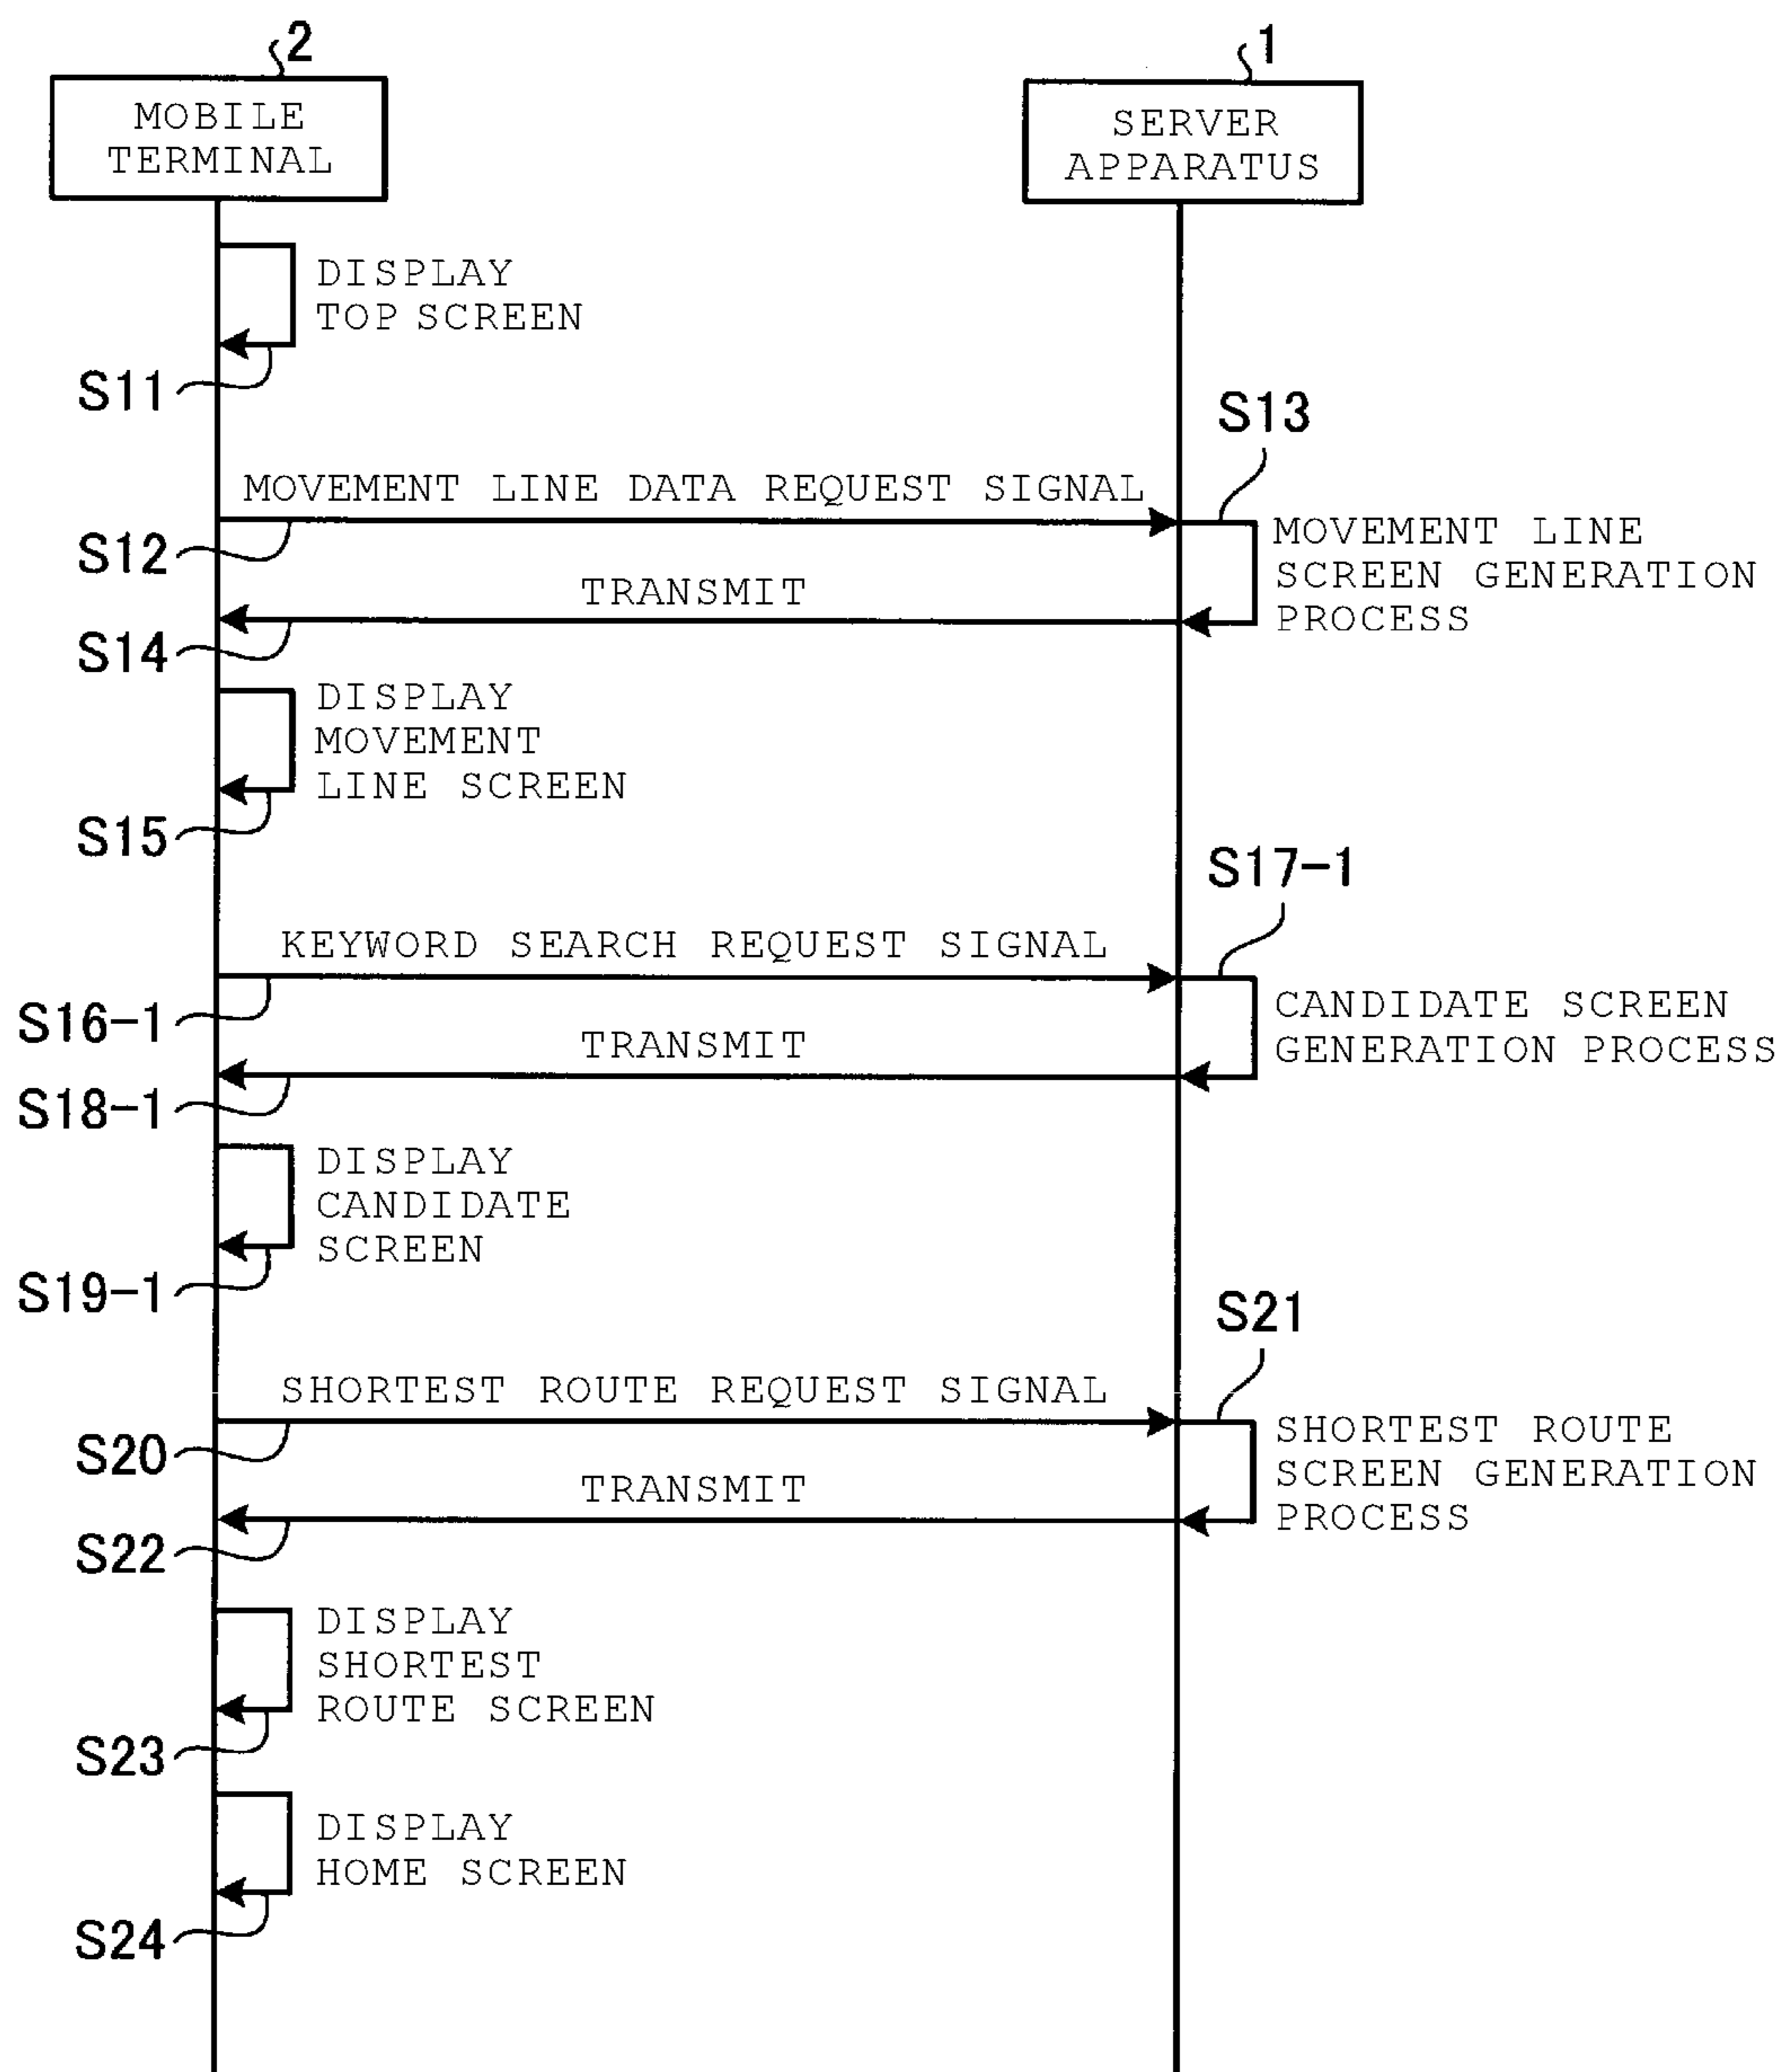 2
1
MOBILE
TERMINAL
SERVER
APPARATUS
DISPLAY
TOP SCREEN
S11
S13
MOVEMENT LINE DATA REQUEST SIGNAL
S12
MOVEMENT LINE
SCREEN GENERATION
PROCESS
TRANSMIT
S14
DISPLAY
MOVEMENT
LINE SCREEN
S15
S17-1
KEYWORD SEARCH REQUEST SIGNAL
S16-1
CANDIDATE SCREEN
GENERATION PROCESS
TRANSMIT
S18-1
DISPLAY
CANDIDATE
SCREEN
S19-1
S21
SHORTEST ROUTE REQUEST SIGNAL
S20
SHORTEST ROUTE
SCREEN GENERATION
PROCESS
TRANSMIT
S22
DISPLAY
SHORTEST
ROUTE SCREEN
S23
DISPLAY
HOME SCREEN
S24